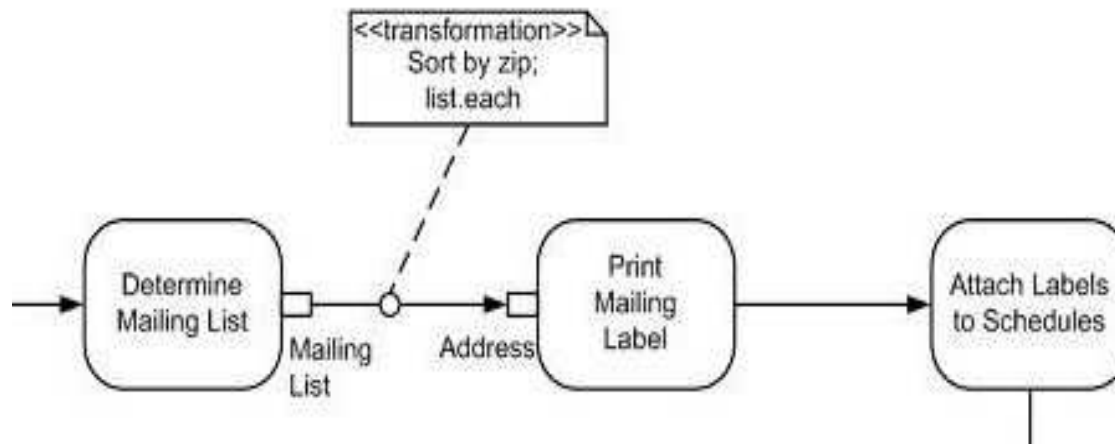 <<transformation>>
Sort by zip;
list.each
Determine
Mailing List
Mailing
List
Address
Print
Mailing
Label
Attach Labels
to Schedules